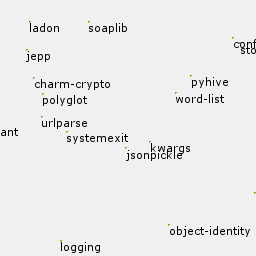 ladon
soaplib
conf
sto
jepp
pyhive
charm-crypto
polyglot
word-list
urlparse
ant
systemexit
kwargs
jsonpickle
object-identity
logging